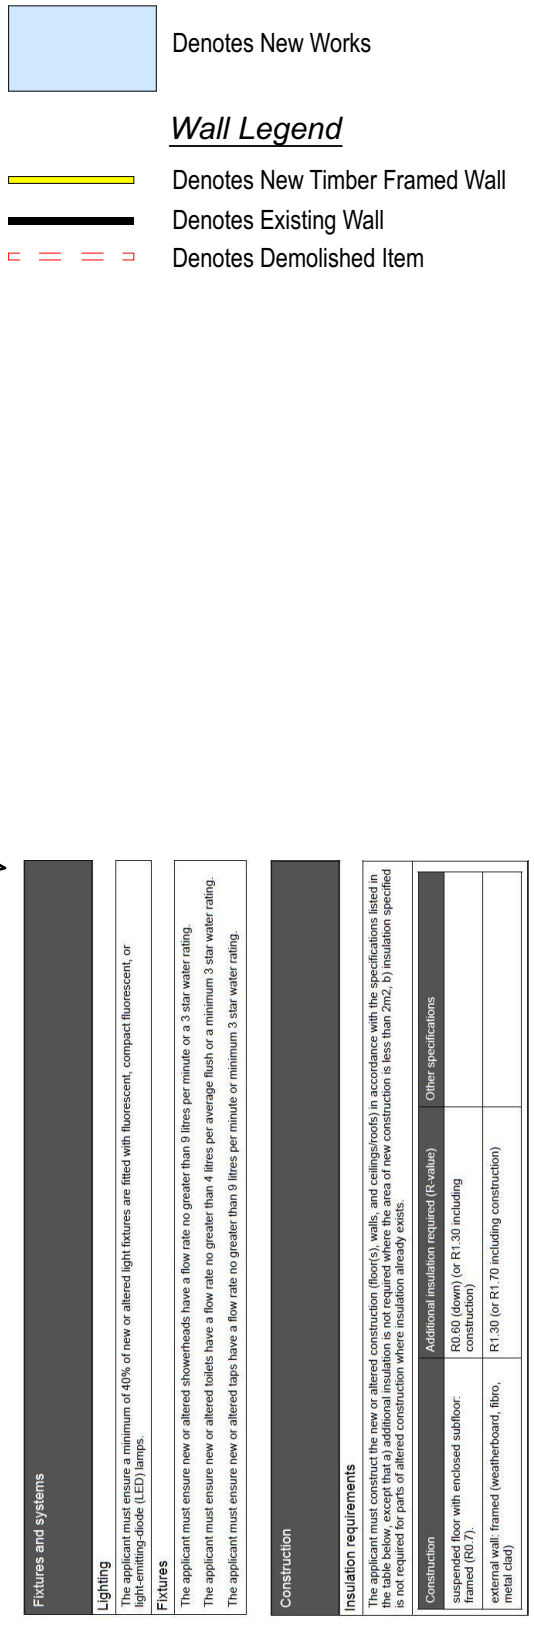 Denotes New Works
Wall Legend
Denotes New Timber Framed Wall
Denotes Existing Wall
Denotes Demolished Item
Fixtures and systems
Lighting
The applicant must ensure a minimum of 40% of new or altered light fixtures are fitted with fluorescent, compact fluorescent, or
light-emitting-diode (LED) lamps.
Fixtures
The applicant must ensure new or altered showerheads have a flow rate no greater than 9 litres per minute or a 3 star water rating.
The applicant must ensure new or altered toilets have a flow rate no greater than 4 litres per average flush or a minimum 3 star water rating.
The applicant must ensure new or altered taps have a flow rate no greater than 9 litres per minute or minimum 3 star water rating.
Construction
Insulation requirements
The applicant must construct the new or altered construction (floor(s), walls, and ceilings/roofs) in accordance with the specifications listed in
the table below, except that a) additional insulation is not required where the area of new construction is less than 2m2, b) insulation specified
is not required for parts of altered construction where insulation already exists.
Construction
Additional insulation required (R-value)
Other specifications
suspended floor with enclosed subfloor:
framed (R0.7).
R0.60 (down) (or R1.30 including
construction)
external wall: framed (weatherboard, fibro,
metal clad)
R1.30 (or R1.70 including construction)